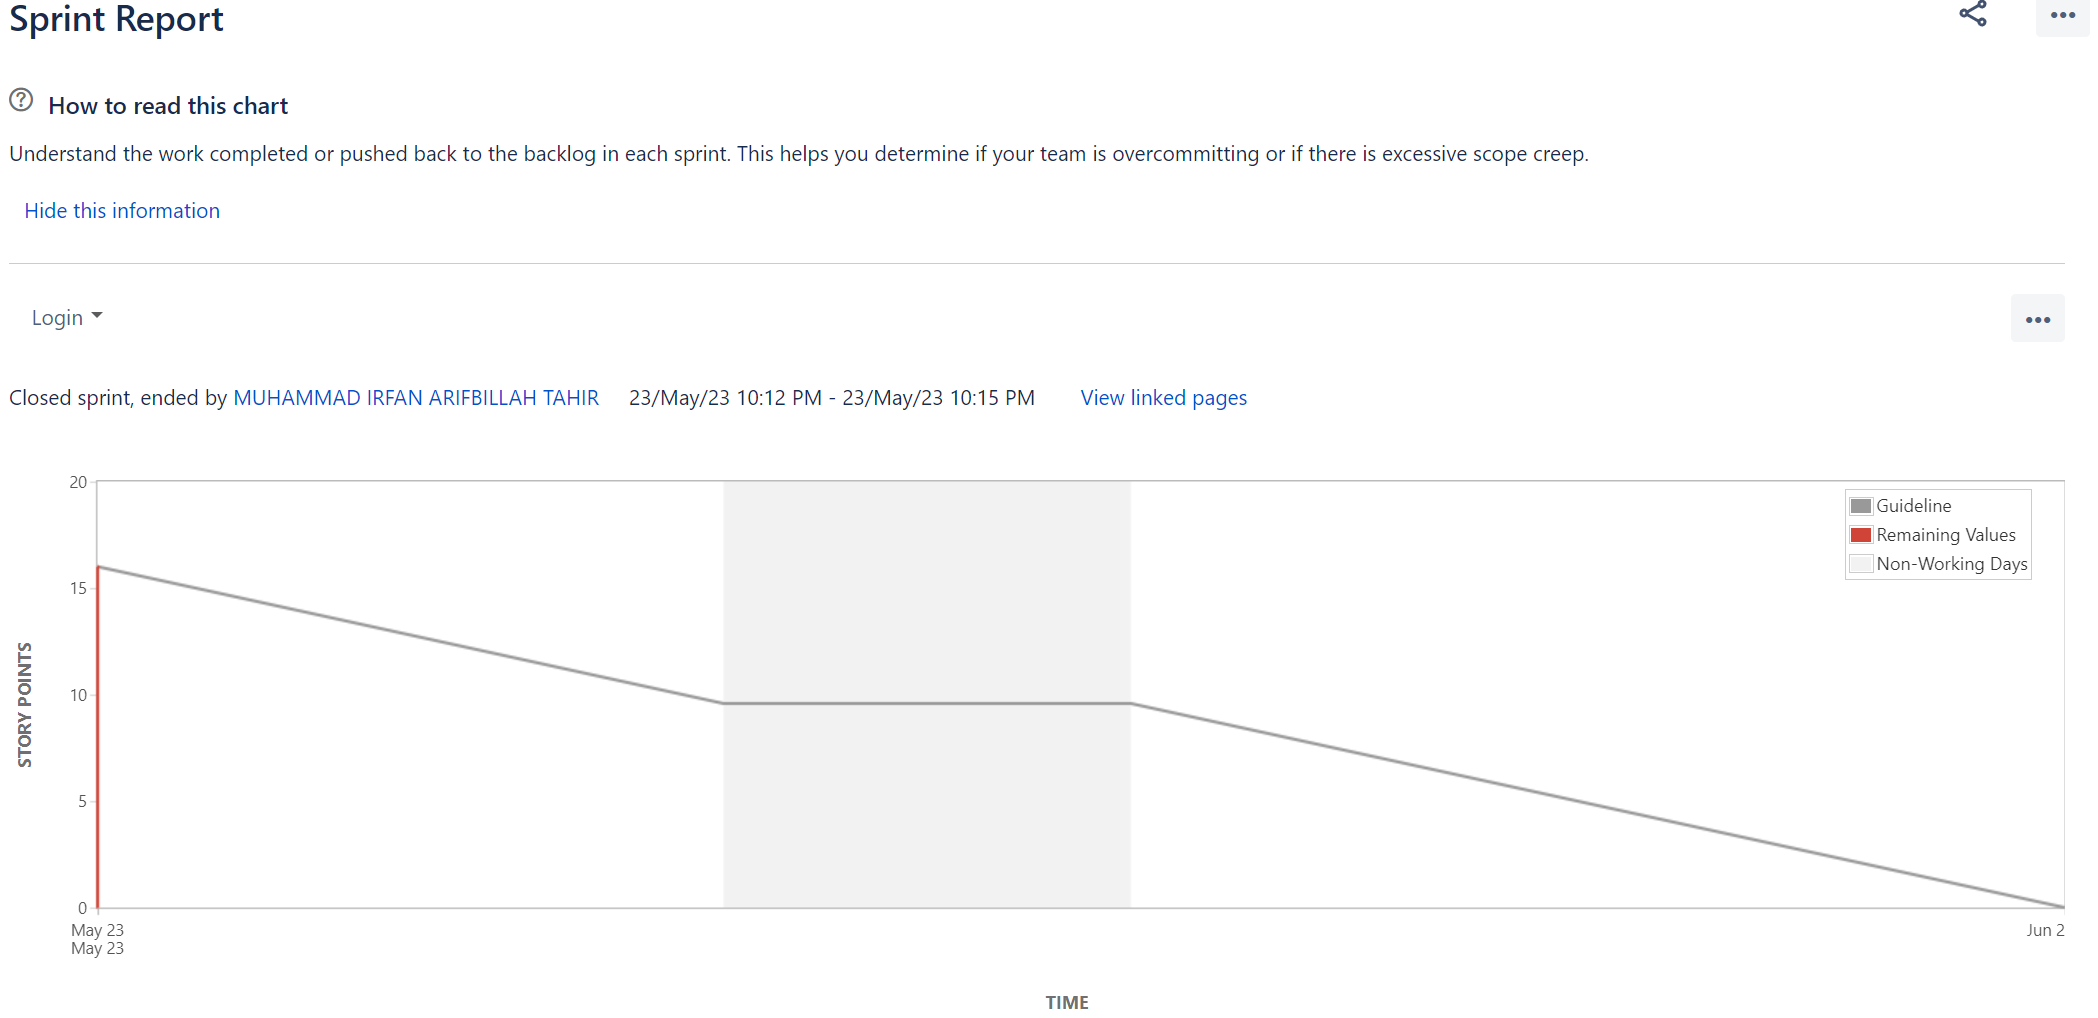 Sprint Report
How to read this chart
Understand the work completed or pushed back to the backlog in each sprint. This helps you determine if your team is overcommitting or if there is excessive scope creep.
Hide this information
Login
Closed sprint, ended by MUHAMMAD IRFAN ARIFBILLAH TAHIR 23/May/23 10:12 PM - 23/May/23 10:15 PM View linked pages
20
15
10
5
0
STORY POINTS
Guideline
Remaining Values
Non-Working Days
May 23
May 23
Jun 2
TIME